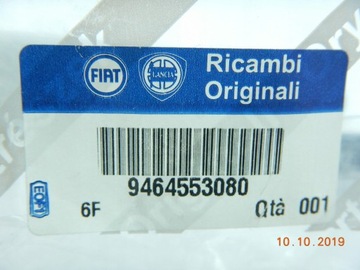 FIAT
LANCIA
Ricambi
Originali
9464553080
6F
Qtà 001
10.10.2019